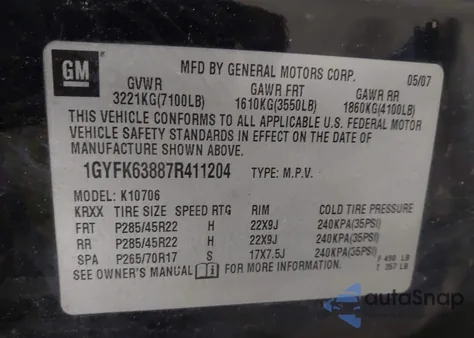 GM
MFD BY GENERAL MOTORS CORP. 05/07
GVWR GAWR FRT GAWR RR
3221KG(7100LB) 1610KG(3550LB) 1860KG(4100LB)
THIS VEHICLE CONFORMS TO ALL APPLICABLE U.S. FEDERAL MOTOR
VEHICLE SAFETY STANDARDS IN EFFECT ON THE DATE OF
MANUFACTURE SHOWN ABOVE.
1GYFK63887R411204 TYPE: M.P.V.
MODEL: K10706
KRXX TIRE SIZE SPEED RTG RIM COLD TIRE PRESSURE
FRT P285/45R22 H 22X9J 240KPA(35PSI)
RR P285/45R22 H 22X9J 240KPA(35PSI)
SPA P265/70R17 S 17X7.5J 240KPA(35PSI)
SEE OWNER'S MANUAL FOR MORE INFORMATION. F 490 LB
T 357 LB
autoSnap